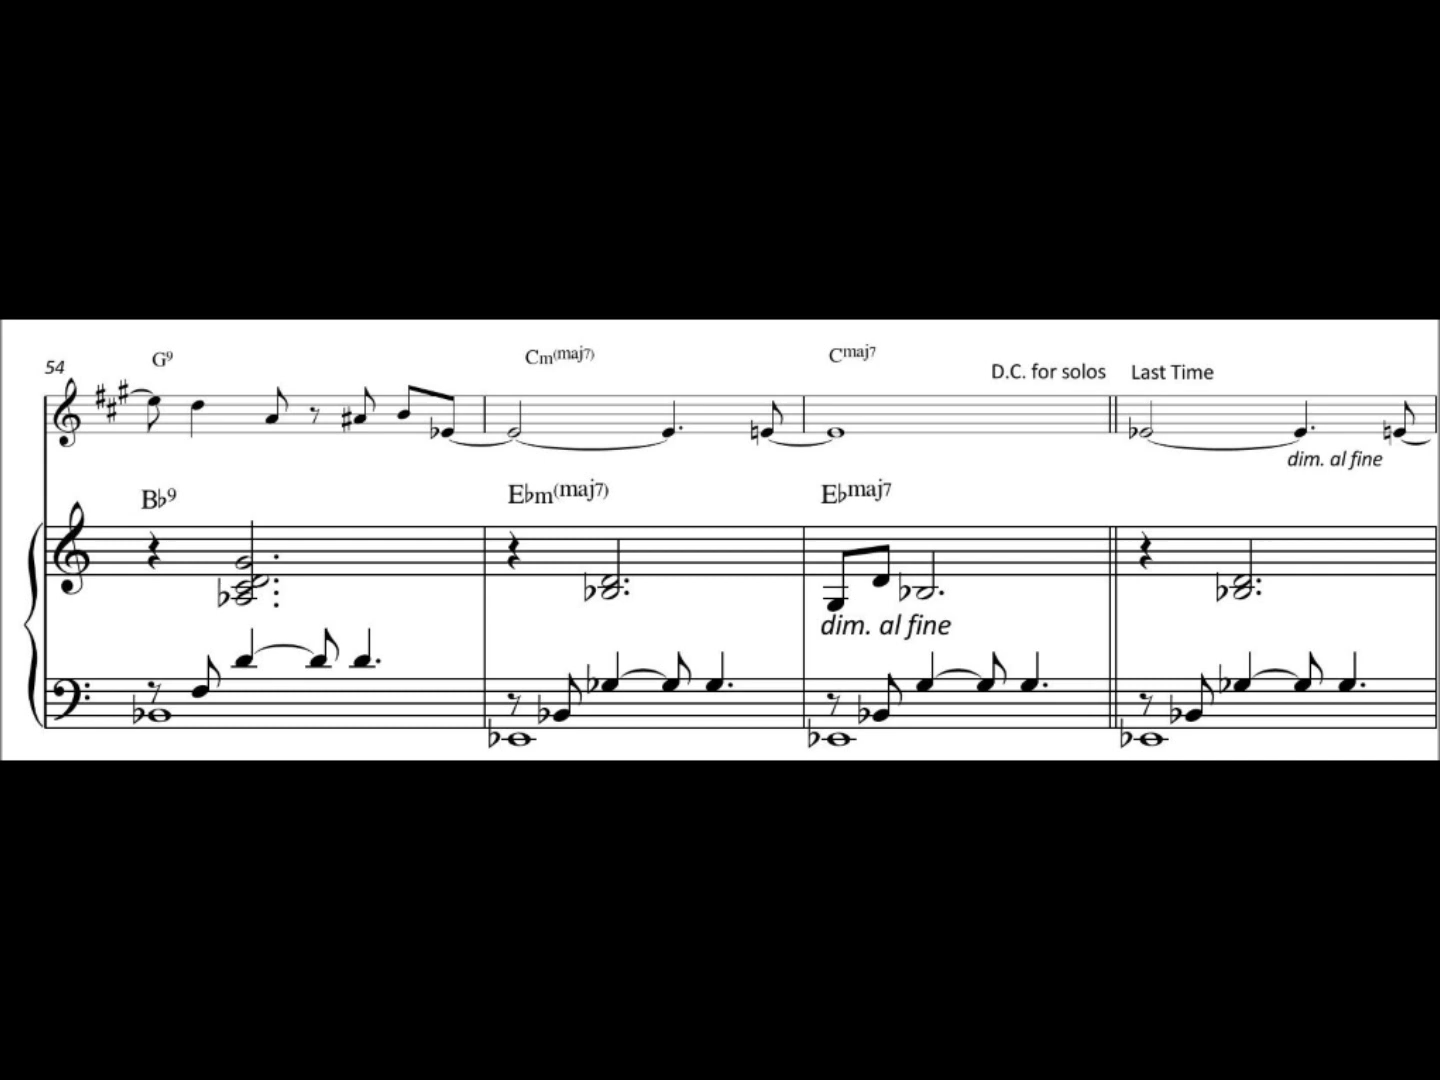 54
G9
Cm(maj7)
Cmaj7
D.C. for solos
Last Time
dim. al fine
B♭9
E♭m(maj7)
E♭maj7
dim. al fine